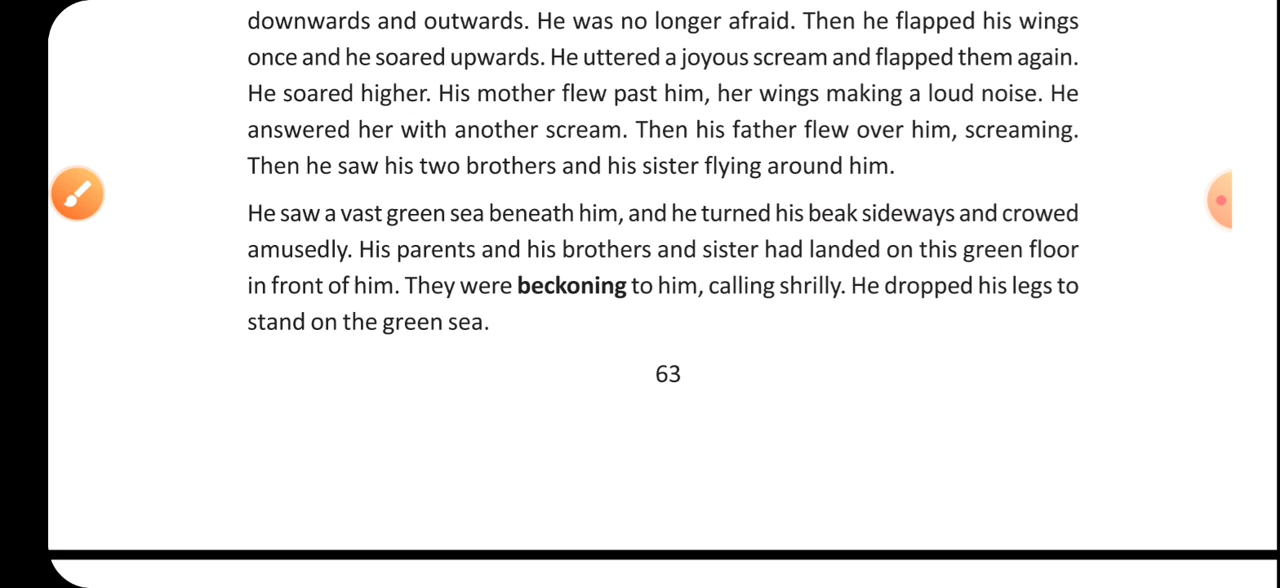 downwards and outwards. He was no longer afraid. Then he flapped his wings
once and he soared upwards. He uttered a joyous scream and flapped them again.
He soared higher. His mother flew past him, her wings making a loud noise. He
answered her with another scream. Then his father flew over him, screaming.
Then he saw his two brothers and his sister flying around him.
He saw a vast green sea beneath him, and he turned his beak sideways and crowed
amusedly. His parents and his brothers and sister had landed on this green floor
in front of him. They were beckoning to him, calling shrilly. He dropped his legs to
stand on the green sea.
63